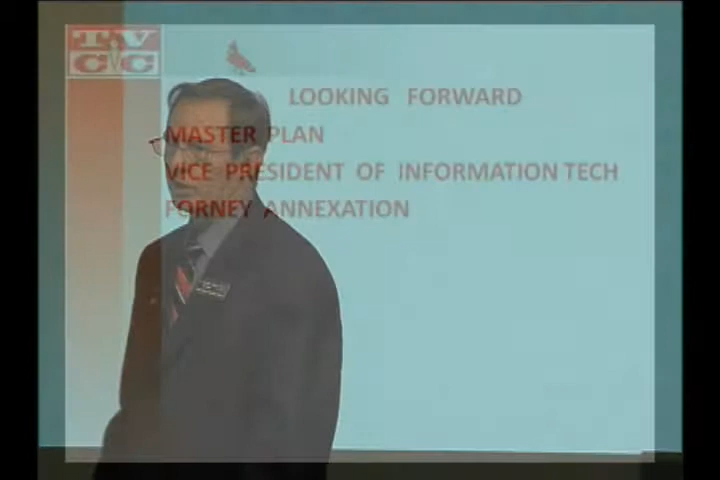 TV
CC
LOOKING FORWARD
MASTER PLAN
VICE PRESIDENT OF INFORMATION TECH
FORNEY ANNEXATION